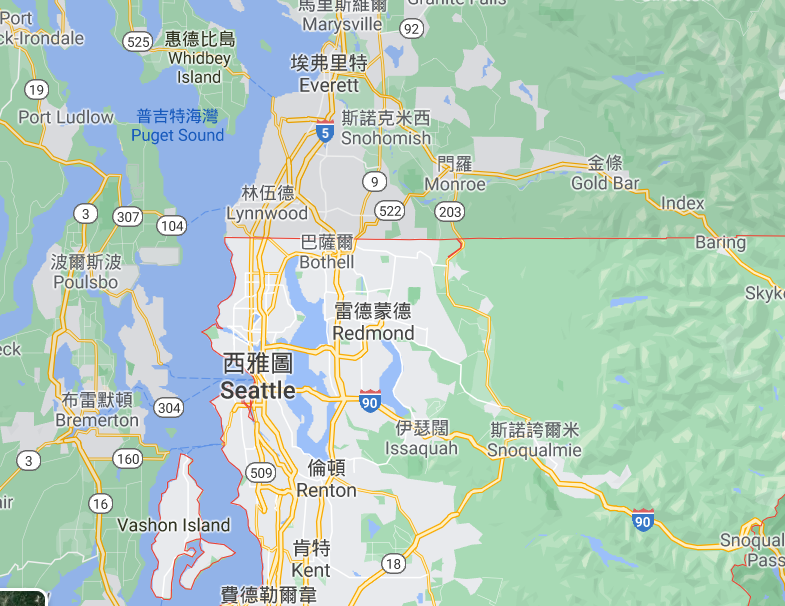 馬里斯維爾
Marysville
Granite Falls
Port
ck-Irondale
525
惠德比島
Whidbey
Island
92
埃弗里特
Everett
19
Port Ludlow
普吉特海灣
Puget Sound
5
斯諾克米西
Snohomish
門羅
Monroe
金條
Gold Bar
9
林伍德
Lynnwood
522
203
Index
3
307
104
巴薩爾
Bothell
Baring
波爾斯波
Poulsbo
Skyk
雷德蒙德
Redmond
eck
西雅圖
Seattle
90
304
布雷默頓
Bremerton
伊瑟闊
Issaquah
斯諾誇爾米
Snoqualmie
3
160
509
倫頓
Renton
16
air
Vashon Island
90
肯特
Kent
18
Snoqual
Pass
費德勒爾韋